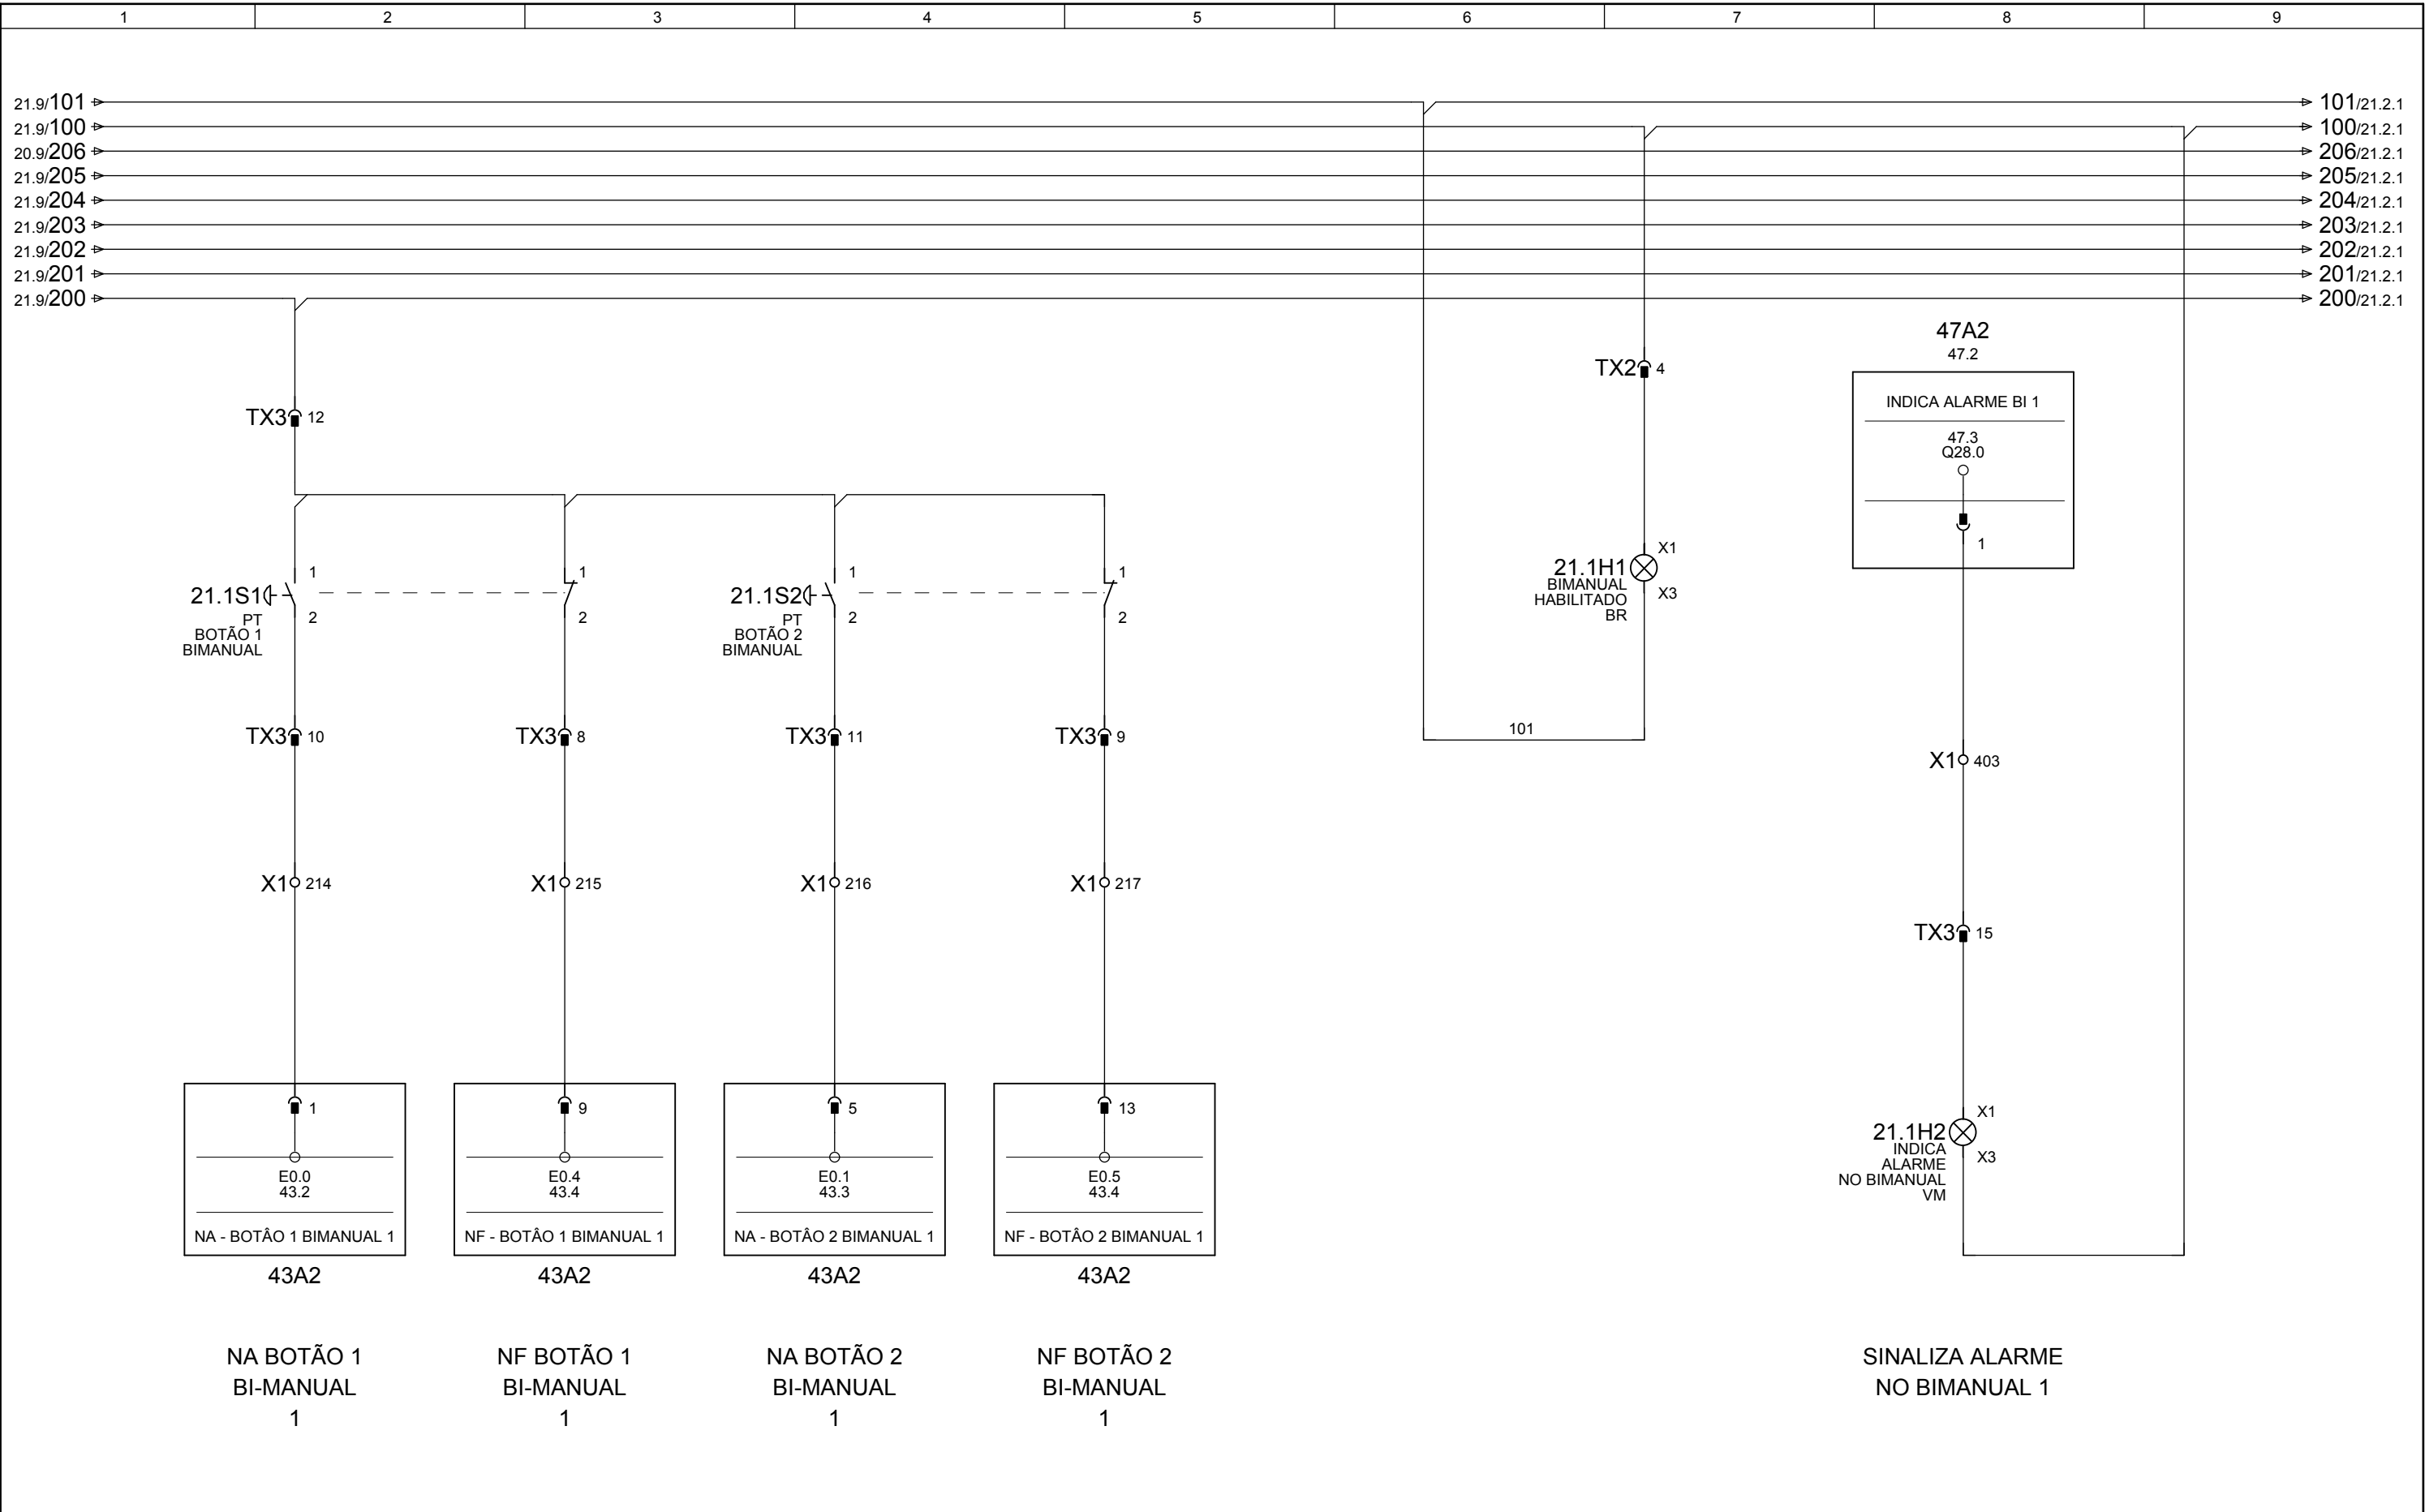 1 2 3 4 5 6 7 8 9
21.9/101 101/21.2.1
21.9/100 100/21.2.1
20.9/206 206/21.2.1
21.9/205 205/21.2.1
21.9/204 204/21.2.1
21.9/203 203/21.2.1
21.9/202 202/21.2.1
21.9/201 201/21.2.1
21.9/200 200/21.2.1
TX3 12
1
21.1S1
2
PT
BOTÃO 1
BIMANUAL
1
2
1
21.1S2
2
PT
BOTÃO 2
BIMANUAL
1
2
TX3 10
TX3 8
TX3 11
TX3 9
X1 214
X1 215
X1 216
X1 217
1
E0.0
43.2
NA - BOTÂO 1 BIMANUAL 1
43A2
9
E0.4
43.4
NF - BOTÂO 1 BIMANUAL 1
43A2
5
E0.1
43.3
NA - BOTÂO 2 BIMANUAL 1
43A2
13
E0.5
43.4
NF - BOTÂO 2 BIMANUAL 1
43A2
NA BOTÃO 1
BI-MANUAL
1
NF BOTÃO 1
BI-MANUAL
1
NA BOTÃO 2
BI-MANUAL
1
NF BOTÃO 2
BI-MANUAL
1
TX2 4
X1
21.1H1
BIMANUAL
HABILITADO
BR
X3
101
47A2
47.2
INDICA ALARME BI 1
47.3
Q28.0
1
X1 403
TX3 15
X1
21.1H2
INDICA
ALARME
NO BIMANUAL
VM
X3
SINALIZA ALARME
NO BIMANUAL 1